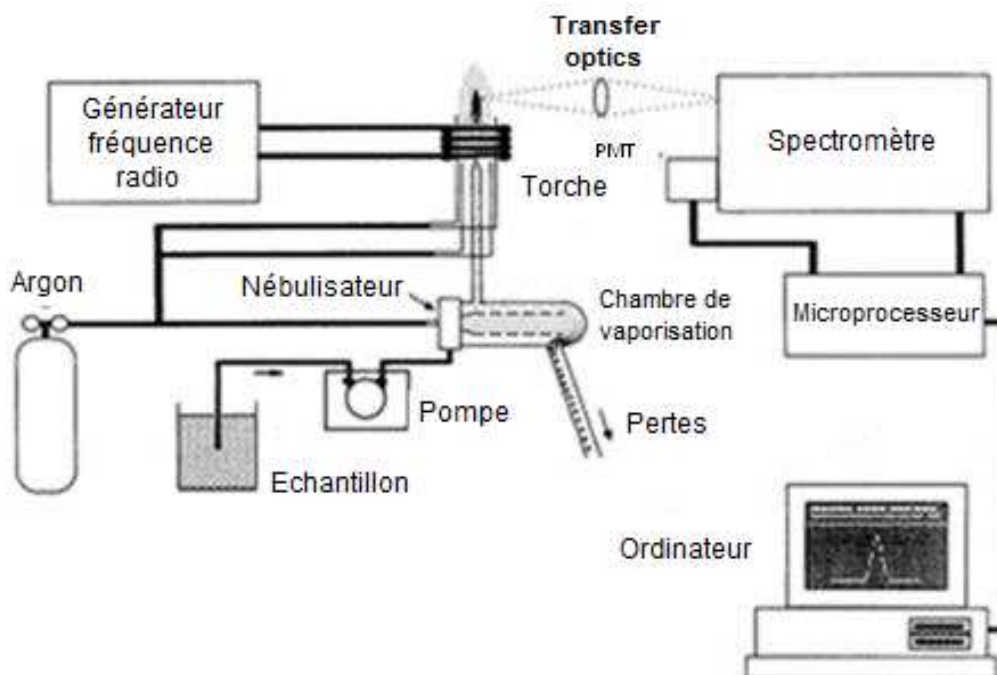 Transfer
optics
Générateur
fréquence
radio
PMT
Spectromètre
Torche
Argon
Nébulisateur
Chambre de
vaporisation
Microprocesseur
Pompe
Pertes
Echantillon
Ordinateur